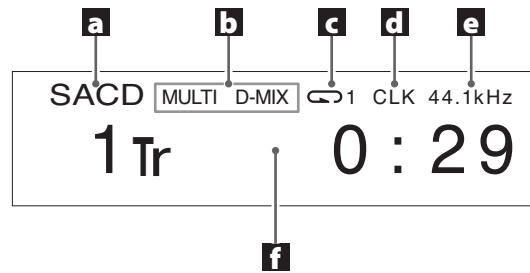 a b c d e
SACD MULTI D-MIX 1 CLK 44.1kHz
1 Tr 0 : 29
f